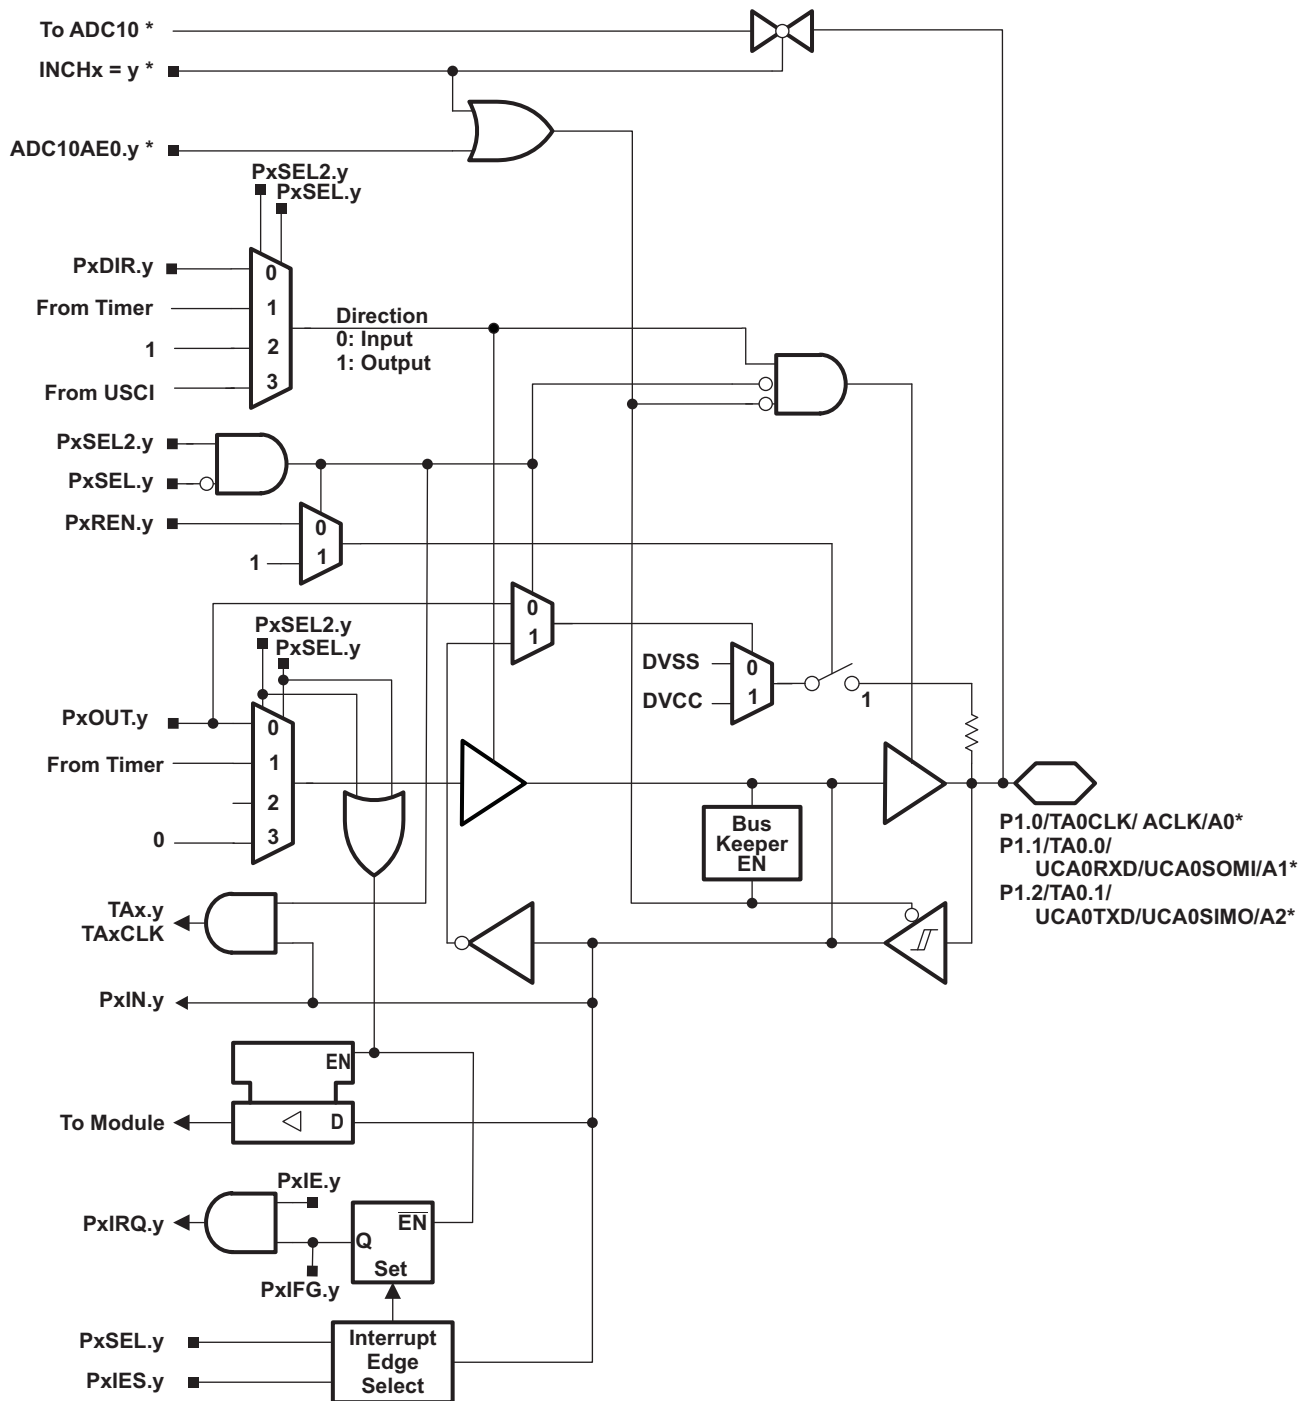 To ADC10 *
INCHx = y *
ADC10AE0.y *
PxSEL2.y
PxSEL.y
PxDIR.y
0
From Timer
1
1
2
From USCI
3
Direction
0: Input
1: Output
PxSEL2.y
PxSEL.y
PxREN.y
0
1
1
0
1
PxSEL2.y
PxSEL.y
DVSS
0
DVCC
1
1
PxOUT.y
0
From Timer
1
2
0
3
Bus
Keeper
EN
P1.0/TA0CLK/ ACLK/A0*
P1.1/TA0.0/
UCA0RXD/UCA0SOMI/A1*
P1.2/TA0.1/
UCA0TXD/UCA0SIMO/A2*
TAx.y
TAxCLK
PxIN.y
EN
To Module
D
PxIE.y
PxIRQ.y
EN
Q
Set
PxIFG.y
PxSEL.y
PxIES.y
Interrupt
Edge
Select